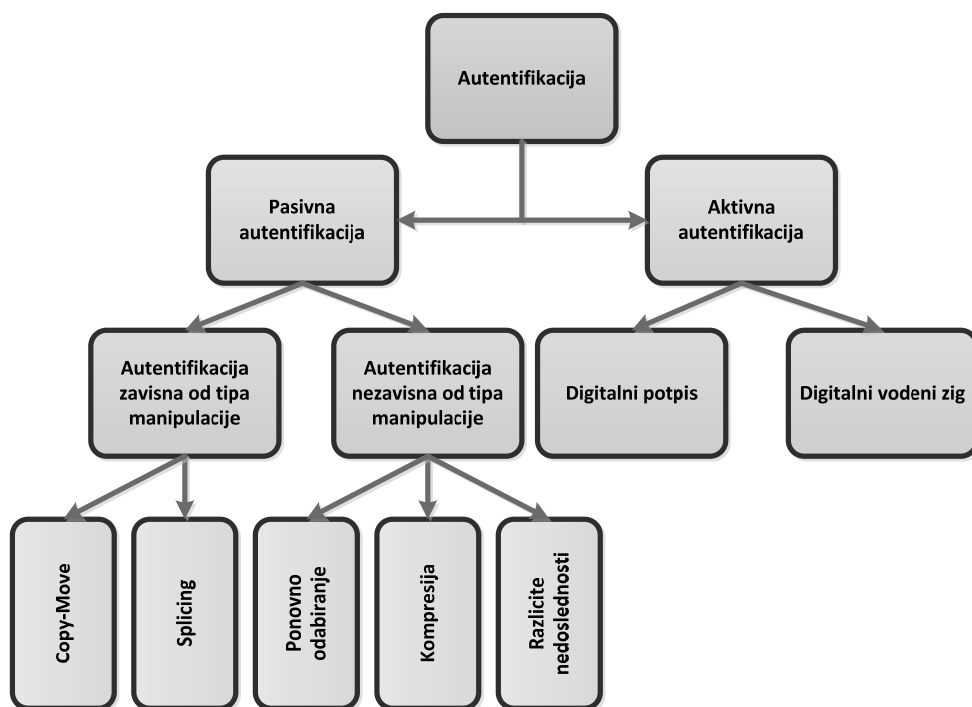 Autentifikacija
Pasivna
autentifikacija
Aktivna
autentifikacija
Autentifikacija
zavisna od tipa
manipulacije
Autentifikacija
nezavisna od tipa
manipulacije
Digitalni potpis
Digitalni vodeni zig
Copy-Move
Splicing
Ponovno
odabiranje
Kompresija
Razlicite
nedoslednosti